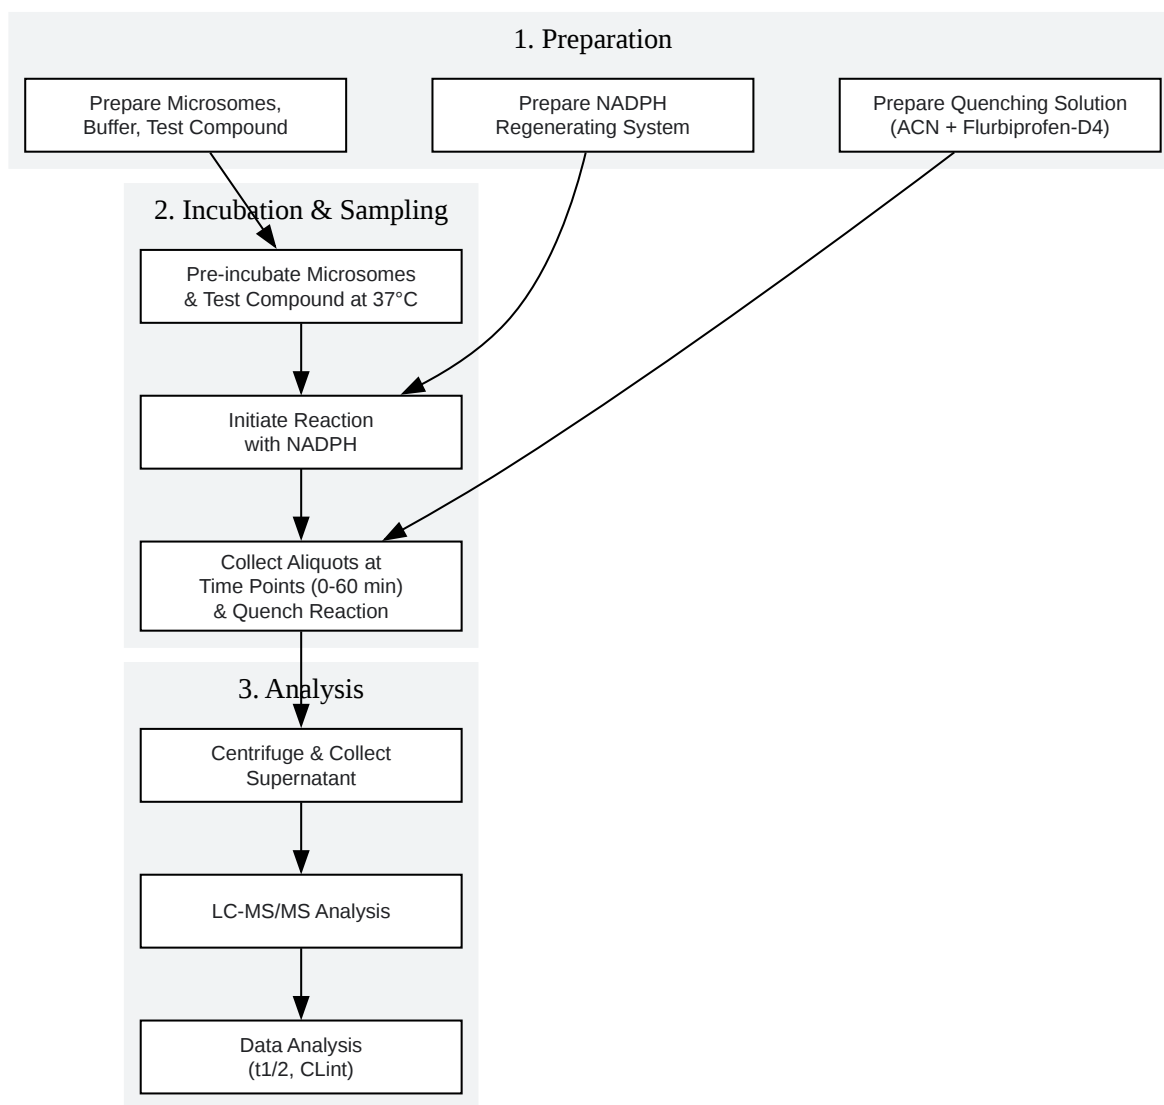 1. Preparation
Prepare Microsomes,
Buffer, Test Compound
Prepare NADPH
Regenerating System
Prepare Quenching Solution
(ACN + Flurbiprofen-D4)
2. Incubation & Sampling
Pre-incubate Microsomes
& Test Compound at 37°C
Initiate Reaction
with NADPH
Collect Aliquots at
Time Points (0-60 min)
& Quench Reaction
3. Analysis
Centrifuge & Collect
Supernatant
LC-MS/MS Analysis
Data Analysis
(t1/2, CLint)